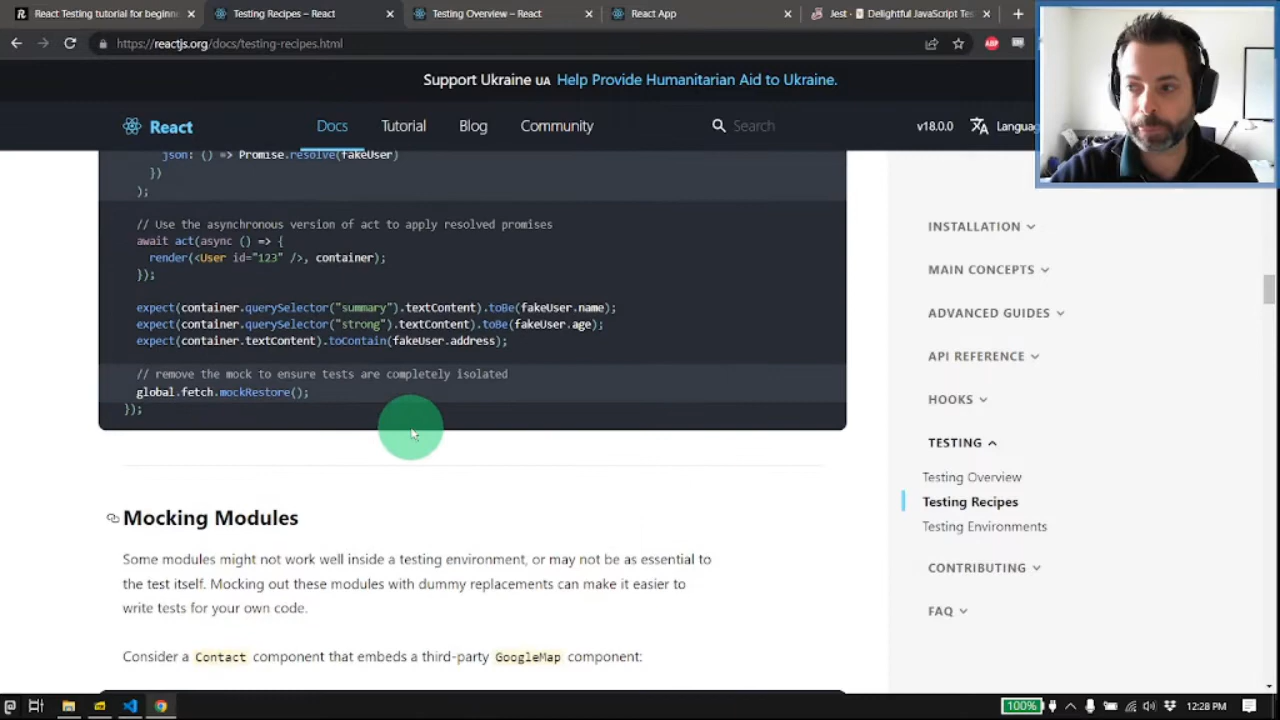 React Testing tutorial for beginn
Testing Recipes – React
Testing Overview – React
React App
Jest · Delightful JavaScript Tes
https://reactjs.org/docs/testing-recipes.html
ABP
Support Ukraine UA Help Provide Humanitarian Aid to Ukraine.
React
Docs
Tutorial
Blog
Community
Search
v18.0.0
Langua
json: () => Promise.resolve(fakeUser)
})
);
// Use the asynchronous version of act to apply resolved promises
await act(async () => {
render(<User id="123" />, container);
});
expect(container.querySelector("summary").textContent).toBe(fakeUser.name);
expect(container.querySelector("strong").textContent).toBe(fakeUser.age);
expect(container.textContent).toContain(fakeUser.address);
// remove the mock to ensure tests are completely isolated
global.fetch.mockRestore();
});
Mocking Modules
Some modules might not work well inside a testing environment, or may not be as essential to
the test itself. Mocking out these modules with dummy replacements can make it easier to
write tests for your own code.
Consider a Contact component that embeds a third-party GoogleMap component:
INSTALLATION
MAIN CONCEPTS
ADVANCED GUIDES
API REFERENCE
HOOKS
TESTING
Testing Overview
Testing Recipes
Testing Environments
CONTRIBUTING
FAQ
100%
12:28 PM